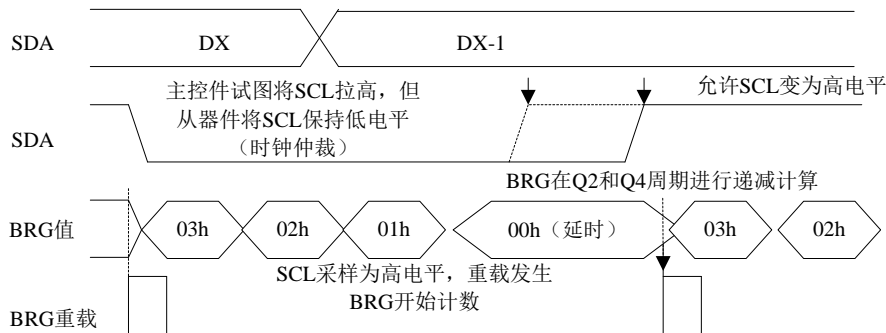 SDA DX DX-1
主控件试图将SCL拉高，但
从器件将SCL保持低电平
（时钟仲裁）
允许SCL变为高电平
SDA
BRG在Q2和Q4周期进行递减计算
BRG值 03h 02h 01h 00h（延时） 03h 02h
SCL采样为高电平，重载发生
BRG开始计数
BRG重载